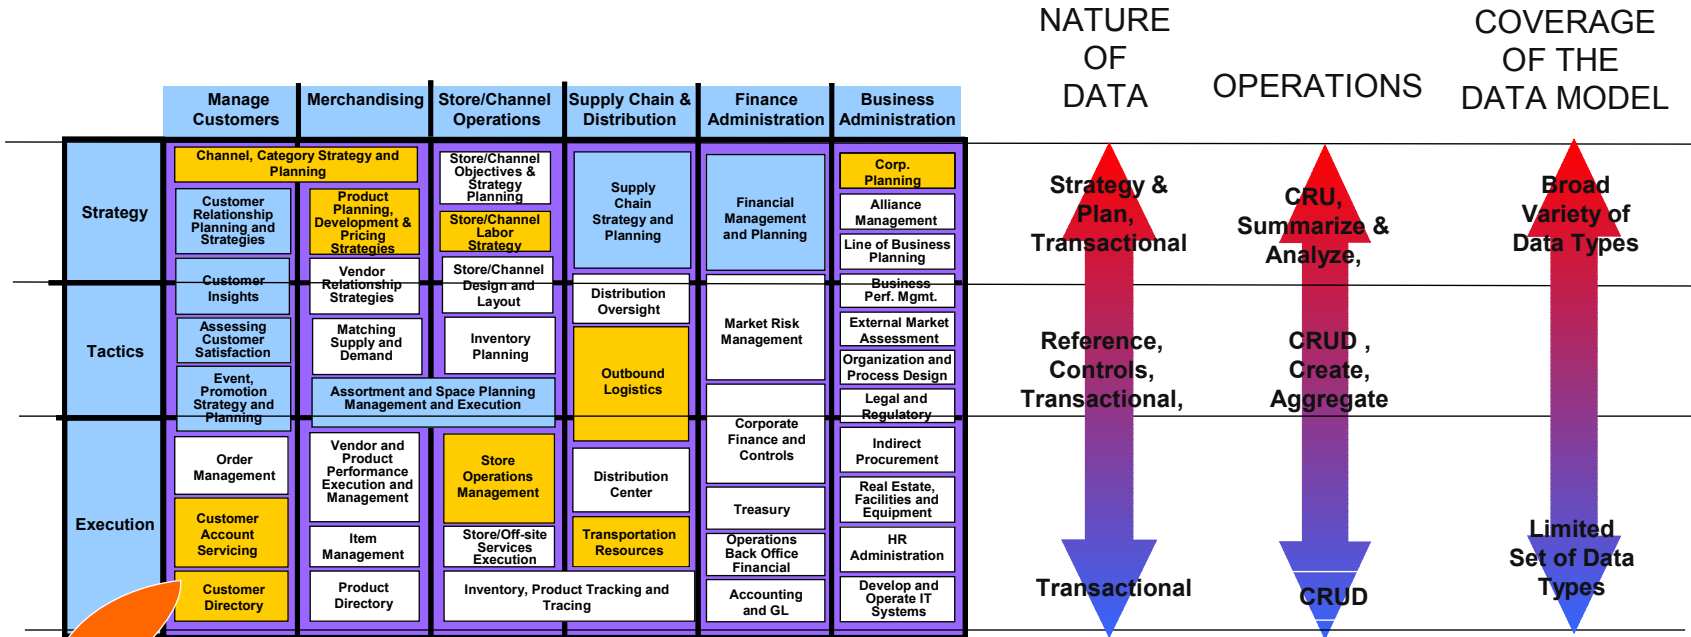 NATURE
OF
DATA
OPERATIONS
COVERAGE
OF THE
DATA MODEL
Manage
Customers
Merchandising
Store/Channel
Operations
Supply Chain &
Distribution
Finance
Administration
Business
Administration
Strategy
Channel, Category Strategy and
Planning
Customer
Relationship
Planning and
Strategies
Product
Planning,
Development &
Pricing
Strategies
Store/Channel
Objectives &
Strategy
Planning
Store/Channel
Labor
Strategy
Supply
Chain
Strategy and
Planning
Financial
Management
and Planning
Corp.
Planning
Alliance
Management
Line of Business
Planning
Strategy &
Plan,
Transactional
CRU,
Summarize &
Analyze,
Broad
Variety of
Data Types
Customer
Insights
Vendor
Relationship
Strategies
Store/Channel
Design and
Layout
Distribution
Oversight
Business
Perf. Mgmt.
Tactics
Assessing
Customer
Satisfaction
Matching
Supply and
Demand
Inventory
Planning
Outbound
Logistics
Market Risk
Management
External Market
Assessment
Organization and
Process Design
Reference,
Controls,
Transactional,
CRUD ,
Create,
Aggregate
Event,
Promotion
Strategy and
Planning
Assortment and Space Planning
Management and Execution
Corporate
Finance and
Controls
Legal and
Regulatory
Execution
Order
Management
Vendor and
Product
Performance
Execution and
Management
Store
Operations
Management
Distribution
Center
Indirect
Procurement
Treasury
Real Estate,
Facilities and
Equipment
Customer
Account
Servicing
Item
Management
Store/Off-site
Services
Execution
Transportation
Resources
Operations
Back Office
Financial
HR
Administration
Customer
Directory
Product
Directory
Inventory, Product Tracking and
Tracing
Accounting
and GL
Develop and
Operate IT
Systems
Transactional
CRUD
Limited
Set of Data
Types